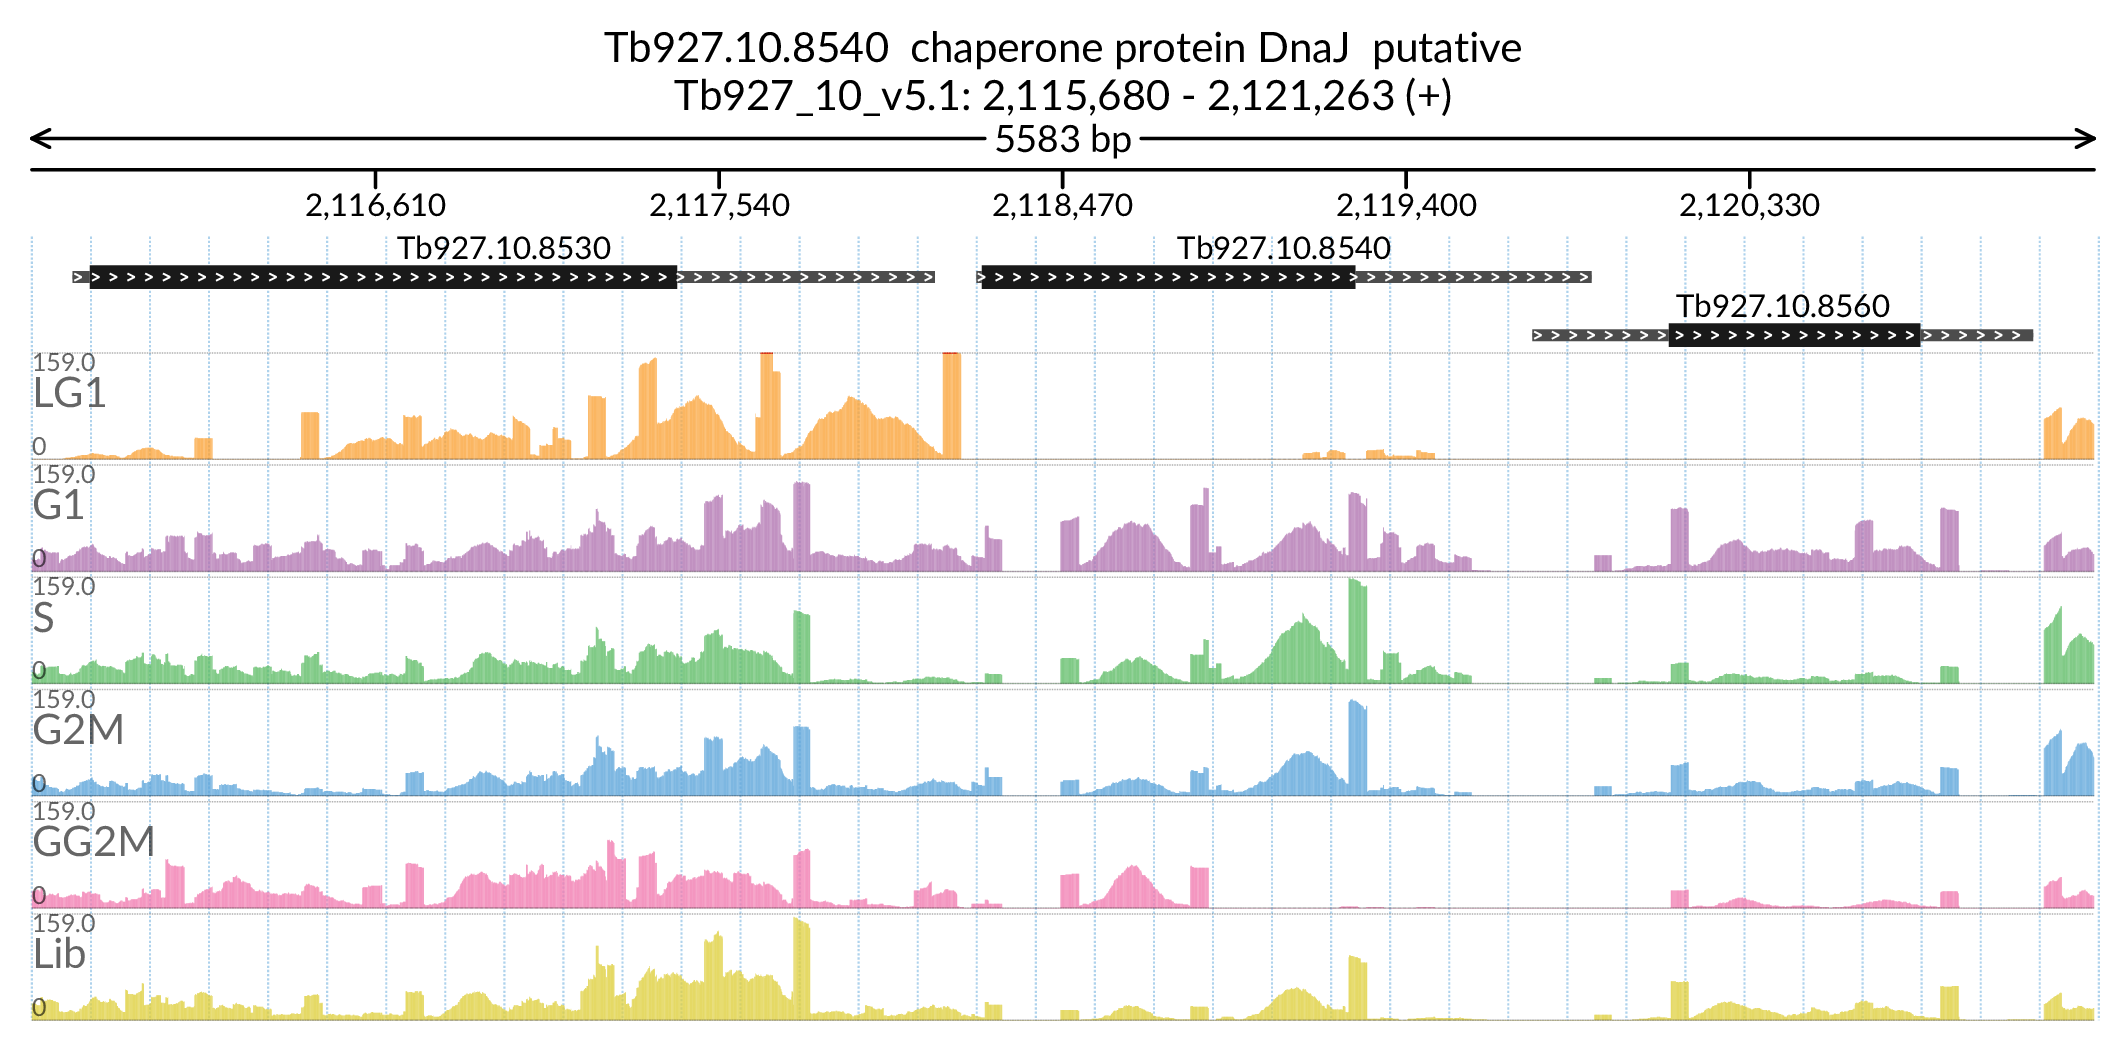 Tb927.10.8540 chaperone protein DnaJ putative
Tb927_10_v5.1: 2,115,680 - 2,121,263 (+)
5583 bp
2,116,610 2,117,540 2,118,470 2,119,400 2,120,330
Tb927.10.8530 Tb927.10.8540
Tb927.10.8560
159.0
LG1
0
159.0
G1
0
159.0
S
0
159.0
G2M
0
159.0
GG2M
0
159.0
Lib
0